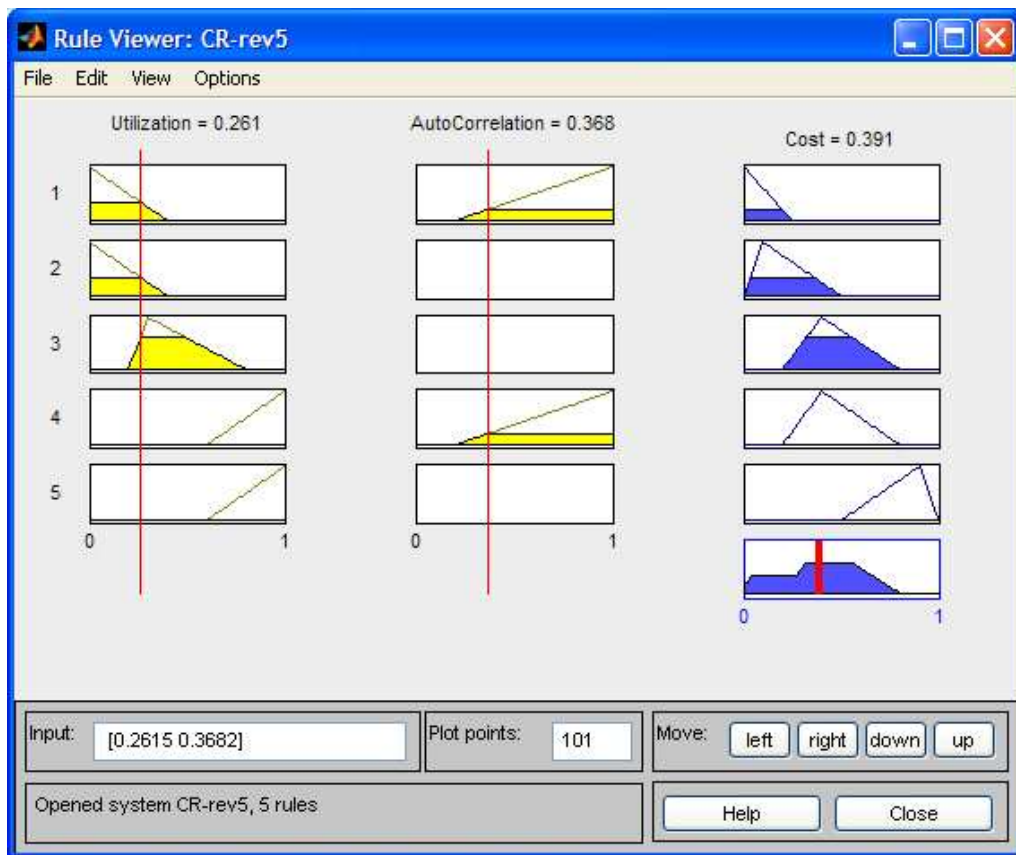 Rule Viewer: CR-rev5
File Edit View Options
Utilization = 0.261
AutoCorrelation = 0.368
Cost = 0.391
1
2
3
4
5
0 1
0 1
0 1
Input: [0.2615 0.3682]
Plot points: 101
Move: left right down up
Opened system CR-rev5, 5 rules
Help Close